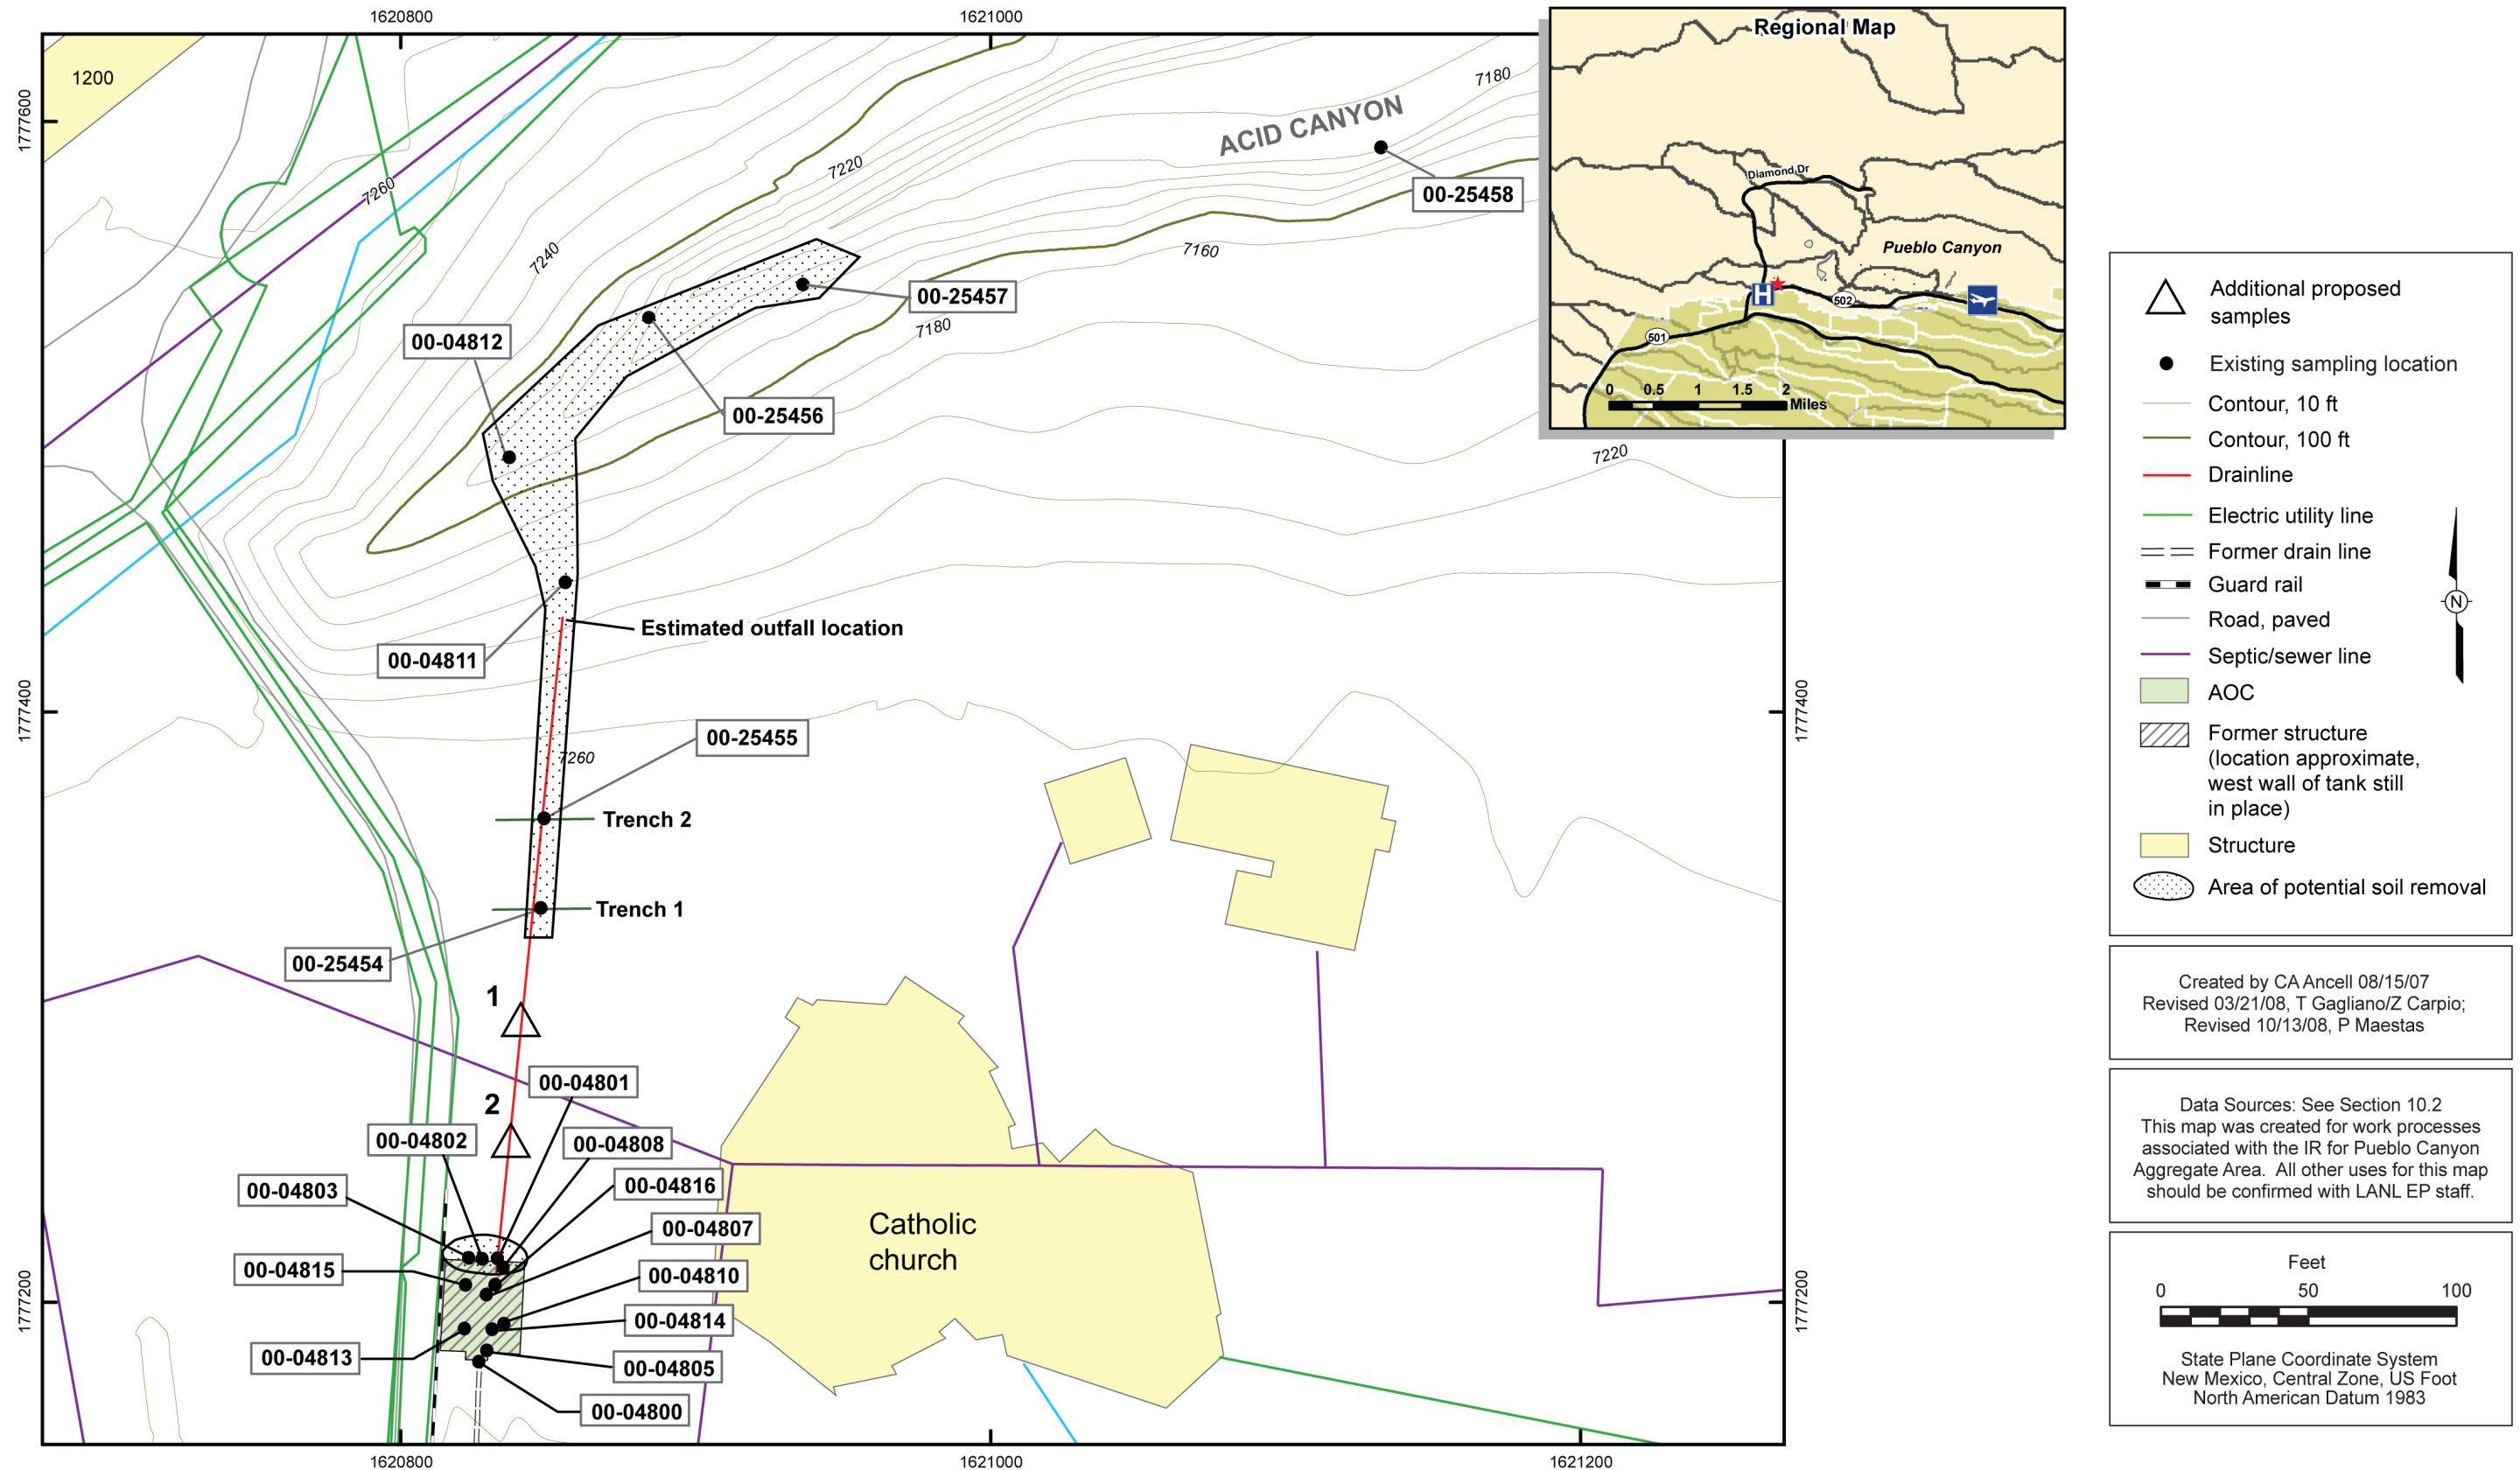 1620800
1621000
1777600
1777400
1777200
1200
7260
7240
7220
ACID CANYON
7180
00-25458
7160
00-25457
7180
00-04812
00-25456
7220
Estimated outfall location
00-04811
00-25455
7260
Trench 2
Trench 1
00-25454
1
2
00-04801
00-04802
00-04808
00-04803
00-04816
00-04807
00-04815
00-04810
00-04814
00-04813
00-04805
00-04800
Catholic
church
1777400
1777200
1620800
1621000
1621200
Regional Map
Diamond Dr
Pueblo Canyon
H
502
501
0 0.5 1 1.5 2
Miles
Additional proposed
samples
Existing sampling location
Contour, 10 ft
Contour, 100 ft
Drainline
Electric utility line
Former drain line
Guard rail
Road, paved
Septic/sewer line
AOC
Former structure
(location approximate,
west wall of tank still
in place)
Structure
Area of potential soil removal
N
Created by CA Ancell 08/15/07
Revised 03/21/08, T Gagliano/Z Carpio;
Revised 10/13/08, P Maestas
Data Sources: See Section 10.2
This map was created for work processes
associated with the IR for Pueblo Canyon
Aggregate Area. All other uses for this map
should be confirmed with LANL EP staff.
Feet
0 50 100
State Plane Coordinate System
New Mexico, Central Zone, US Foot
North American Datum 1983